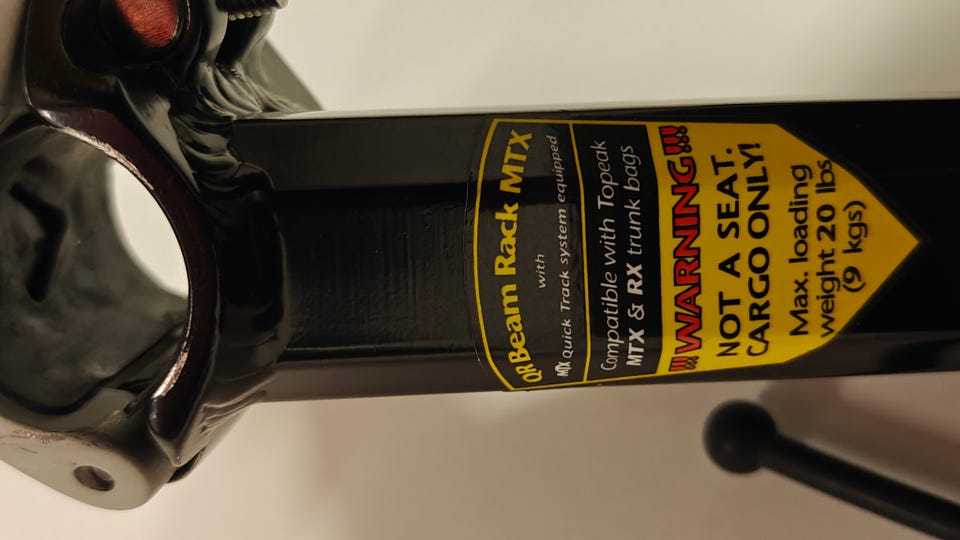 QR Beam Rack MTX
with
MTX Quick Track system equipped
Compatible with Topeak
MTX & RX trunk bags
!!!WARNING!!!
NOT A SEAT.
CARGO ONLY!
Max. loading
weight 20 lbs
(9 kgs)